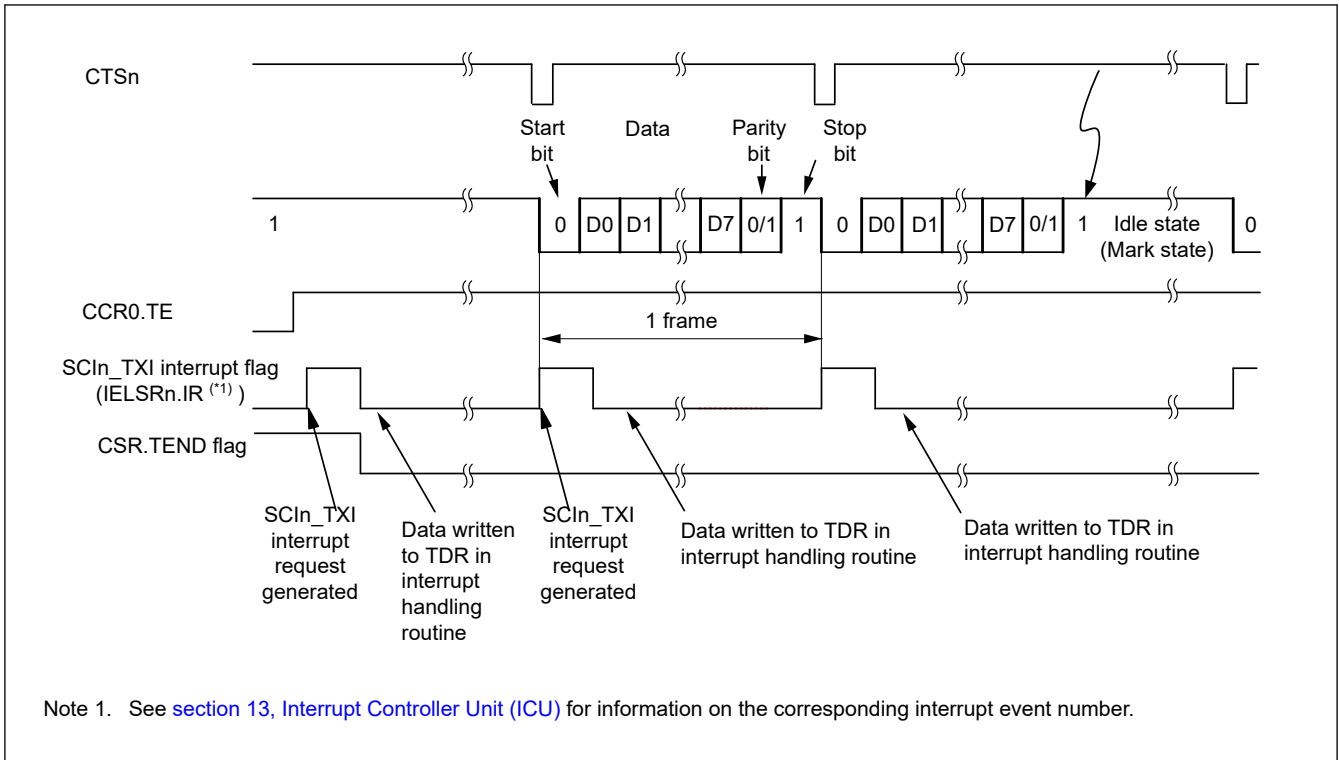 CTSn
Start
bit
Data
Parity
bit
Stop
bit
1
0
D0
D1
D7
0/1
1
0
D0
D1
D7
0/1
1
Idle state
(Mark state)
0
CCR0.TE
1 frame
SCIn_TXI interrupt flag
(IELSRn.IR (*1) )
CSR.TEND flag
SCIn_TXI
interrupt
request
generated
Data written
to TDR in
interrupt
handling
routine
SCIn_TXI
interrupt
request
generated
Data written to TDR in
interrupt handling routine
Data written to TDR in
interrupt handling routine
Note 1. See section 13, Interrupt Controller Unit (ICU) for information on the corresponding interrupt event number.